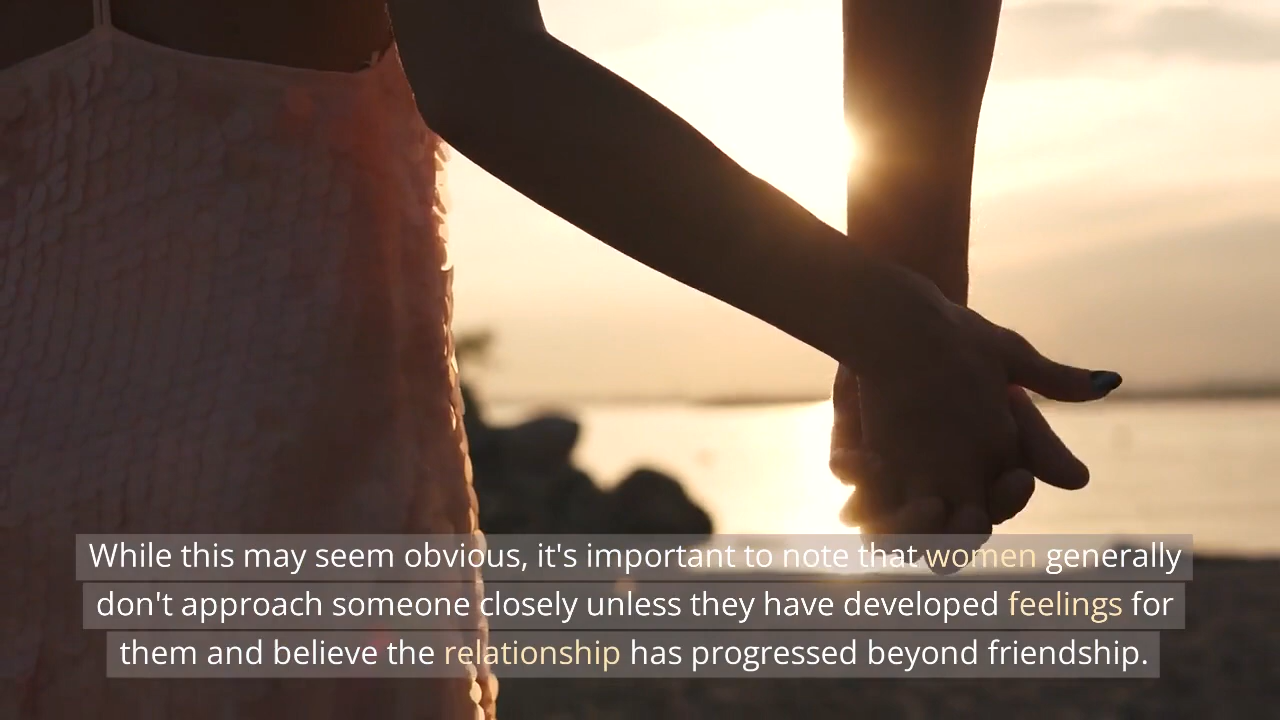 While this may seem obvious, it's important to note that women generally
don't approach someone closely unless they have developed feelings for
them and believe the relationship has progressed beyond friendship.